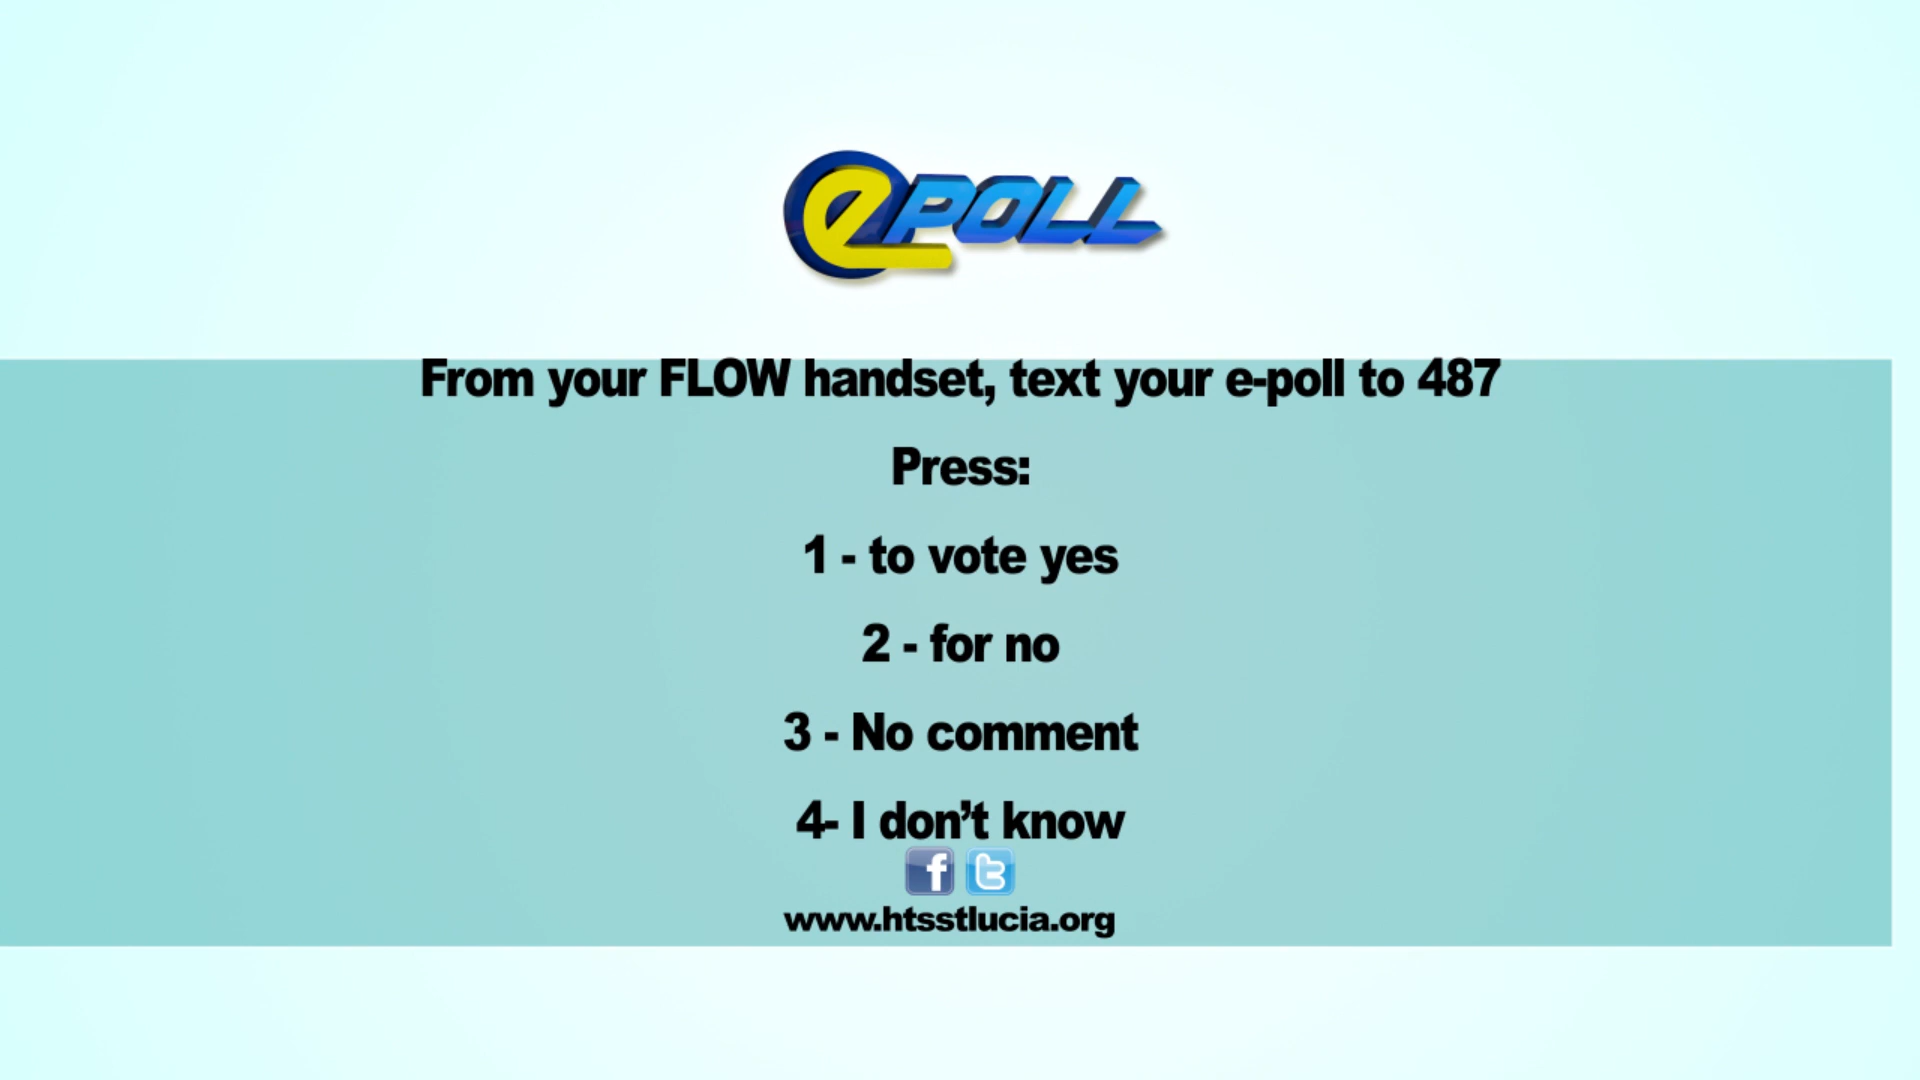 ePOLL
From your FLOW handset, text your e-poll to 487
Press:
1 - to vote yes
2 - for no
3 - No comment
4- I don’t know
www.htsstlucia.org